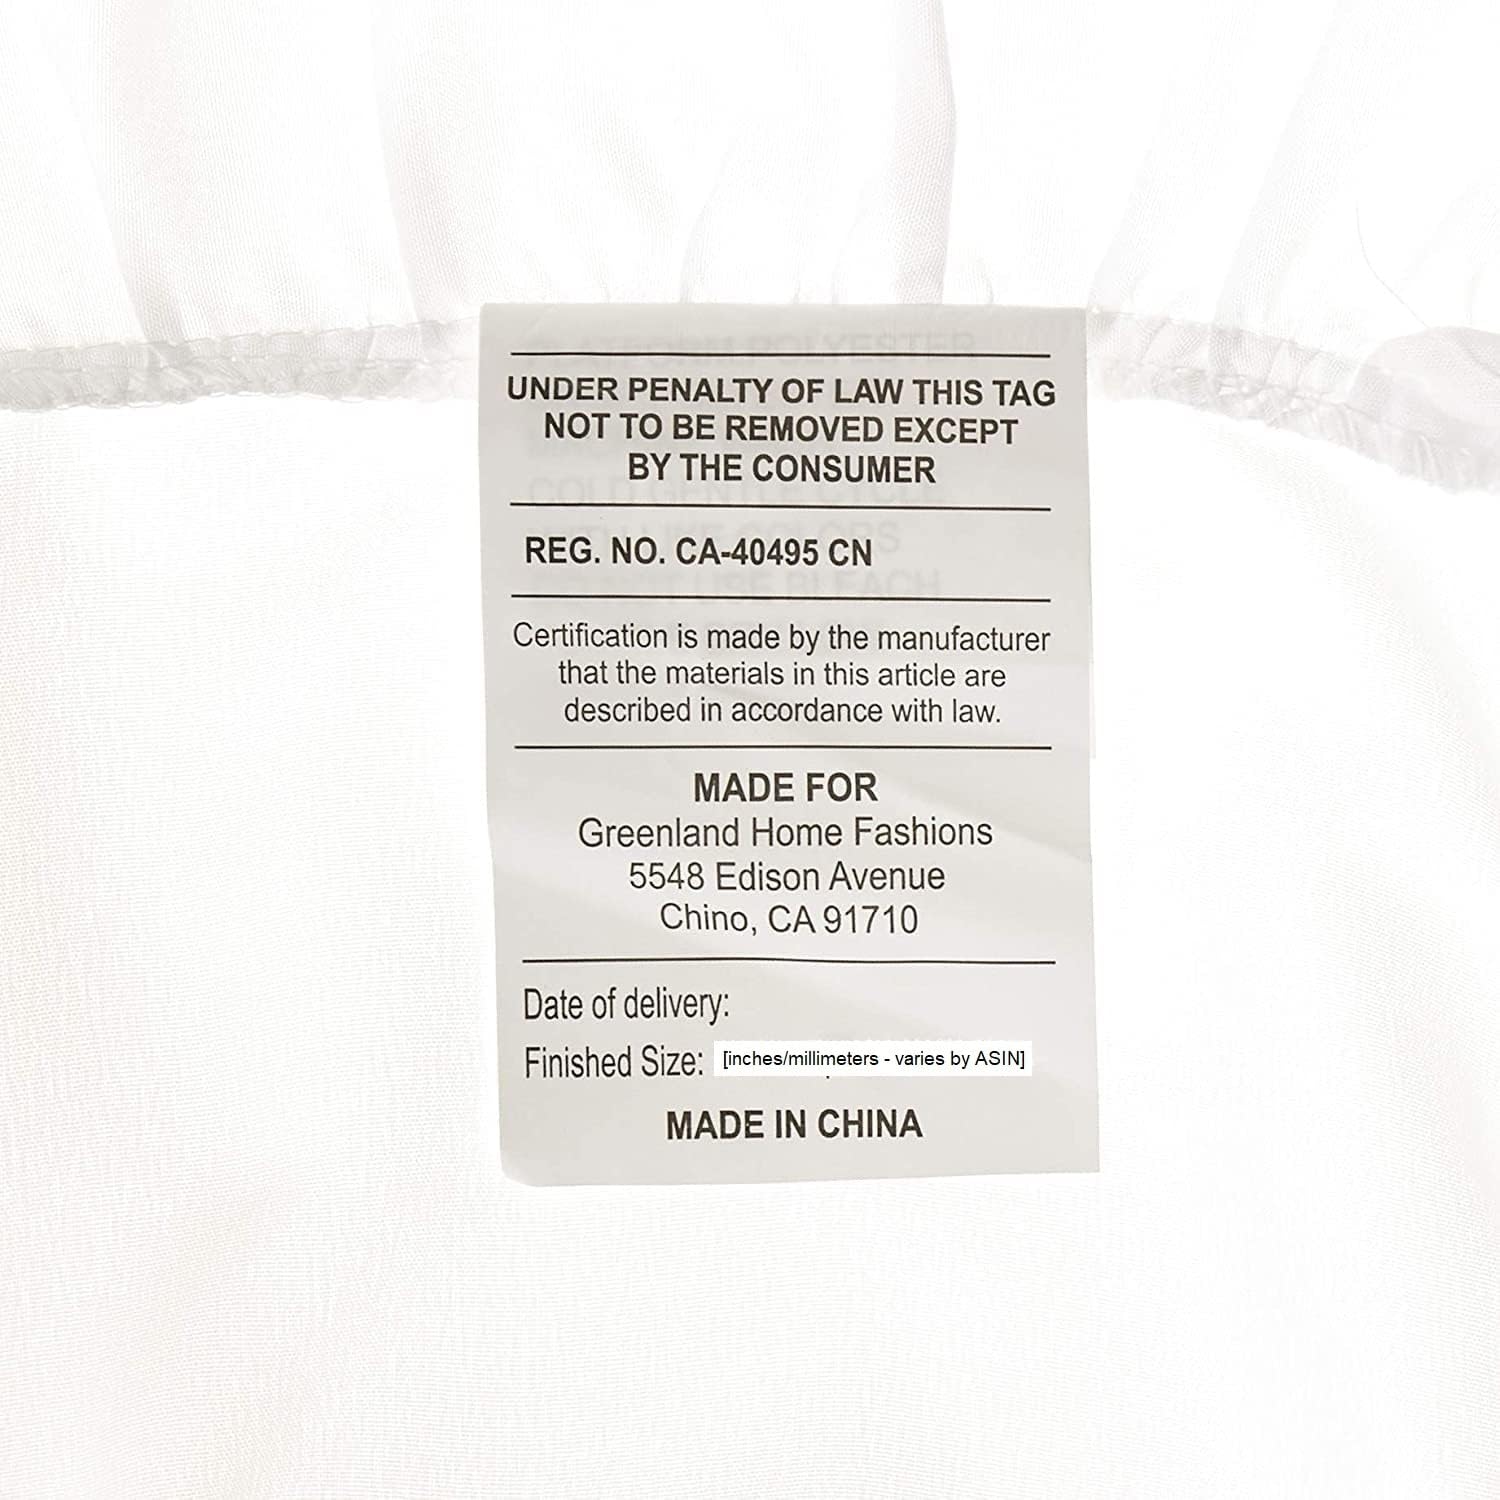 UNDER PENALTY OF LAW THIS TAG
NOT TO BE REMOVED EXCEPT
BY THE CONSUMER
REG. NO. CA-40495 CN
Certification is made by the manufacturer
that the materials in this article are
described in accordance with law.
MADE FOR
Greenland Home Fashions
5548 Edison Avenue
Chino, CA 91710
Date of delivery:
Finished Size: [inches/millimeters - varies by ASIN]
MADE IN CHINA